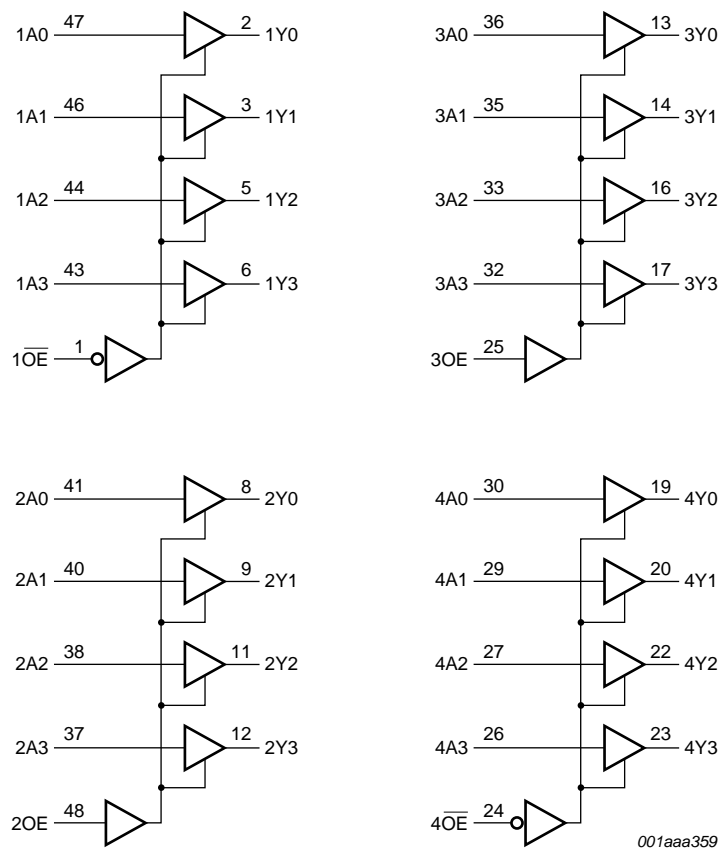 1A0 47 2 1Y0
1A1 46 3 1Y1
1A2 44 5 1Y2
1A3 43 6 1Y3
1O̅E̅ 1
3A0 36 13 3Y0
3A1 35 14 3Y1
3A2 33 16 3Y2
3A3 32 17 3Y3
3OE 25
2A0 41 8 2Y0
2A1 40 9 2Y1
2A2 38 11 2Y2
2A3 37 12 2Y3
2OE 48
4A0 30 19 4Y0
4A1 29 20 4Y1
4A2 27 22 4Y2
4A3 26 23 4Y3
4O̅E̅ 24
001aaa359